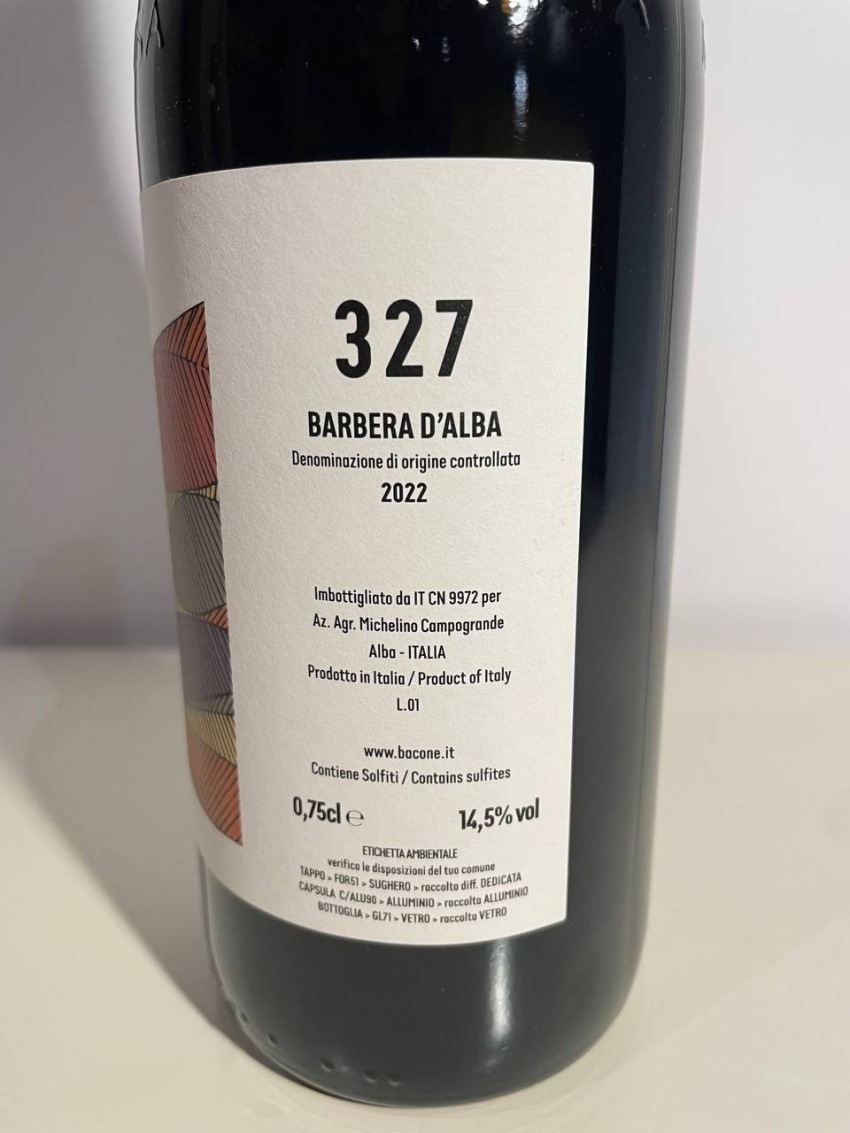 327
BARBERA D'ALBA
Denominazione di origine controllata
2022
Imbottigliato da IT CN 9972 per
Az. Agr. Michelino Campogrande
Alba - ITALIA
Prodotto in Italia / Product of Italy
L.01
www.bacone.it
Contiene Solfiti / Contains sulfites
0,75cl ℮ 14,5% vol
ETICHETTA AMBIENTALE
verifica le disposizioni del tuo comune
TAPPO > FOR51 > SUGHERO > raccolta diff. DEDICATA
CAPSULA C/ALU90 > ALLUMINIO > raccolta ALLUMINIO
BOTTOGLIA > GL71 > VETRO > raccolta VETRO